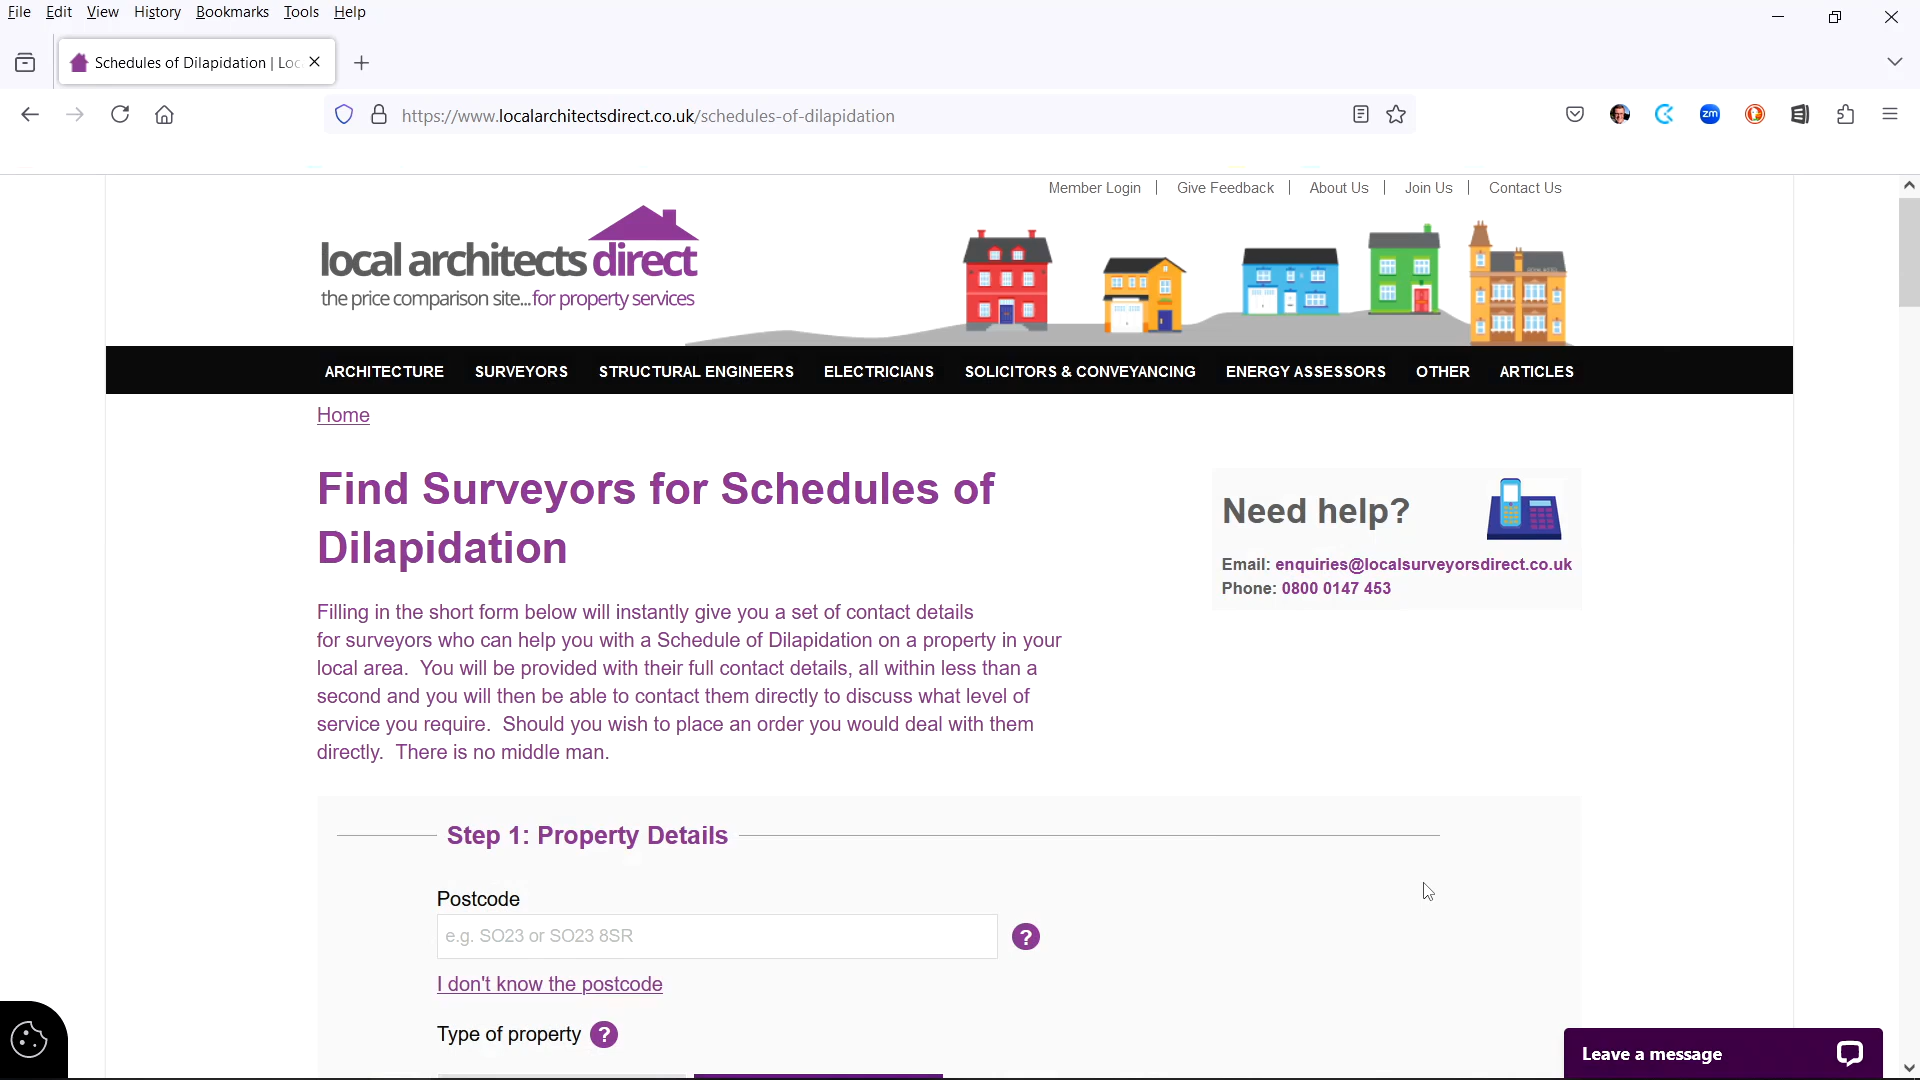 File Edit View History Bookmarks Tools Help
Schedules of Dilapidation | Loc
https://www.localarchitectsdirect.co.uk/schedules-of-dilapidation
zm
Member Login | Give Feedback | About Us | Join Us | Contact Us
local architects direct
the price comparison site...for property services
ARCHITECTURE SURVEYORS STRUCTURAL ENGINEERS ELECTRICIANS SOLICITORS & CONVEYANCING ENERGY ASSESSORS OTHER ARTICLES
Home
Find Surveyors for Schedules of
Dilapidation
Need help?
Email: enquiries@localsurveyorsdirect.co.uk
Phone: 0800 0147 453
Filling in the short form below will instantly give you a set of contact details
for surveyors who can help you with a Schedule of Dilapidation on a property in your
local area.  You will be provided with their full contact details, all within less than a
second and you will then be able to contact them directly to discuss what level of
service you require.  Should you wish to place an order you would deal with them
directly.  There is no middle man.
Step 1: Property Details
Postcode
e.g. SO23 or SO23 8SR
?
I don't know the postcode
Type of property ?
Leave a message